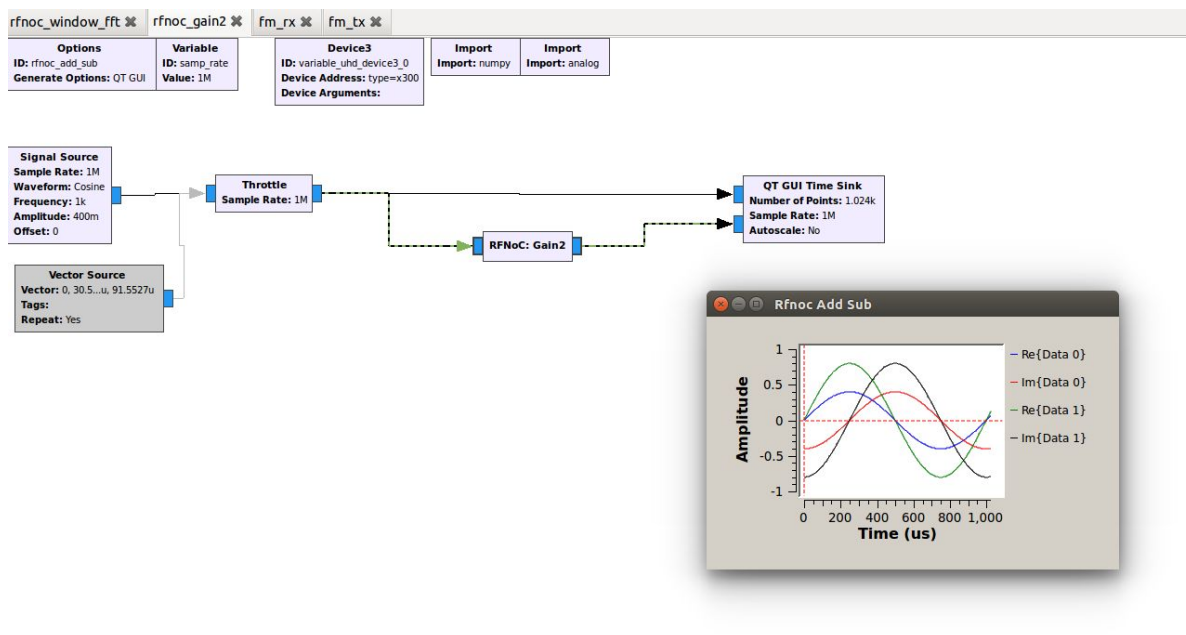 rfnoc_window_fft ✖ rfnoc_gain2 ✖ fm_rx ✖ fm_tx ✖
Options
ID: rfnoc_add_sub
Generate Options: QT GUI
Variable
ID: samp_rate
Value: 1M
Device3
ID: variable_uhd_device3_0
Device Address: type=x300
Device Arguments:
Import
Import: numpy
Import
Import: analog
Signal Source
Sample Rate: 1M
Waveform: Cosine
Frequency: 1k
Amplitude: 400m
Offset: 0
Throttle
Sample Rate: 1M
QT GUI Time Sink
Number of Points: 1.024k
Sample Rate: 1M
Autoscale: No
RFNoC: Gain2
Vector Source
Vector: 0, 30.5...u, 91.5527u
Tags:
Repeat: Yes
Rfnoc Add Sub
Amplitude
1
0.5
0
-0.5
-1
0 200 400 600 800 1,000
Time (us)
Re{Data 0}
Im{Data 0}
Re{Data 1}
Im{Data 1}